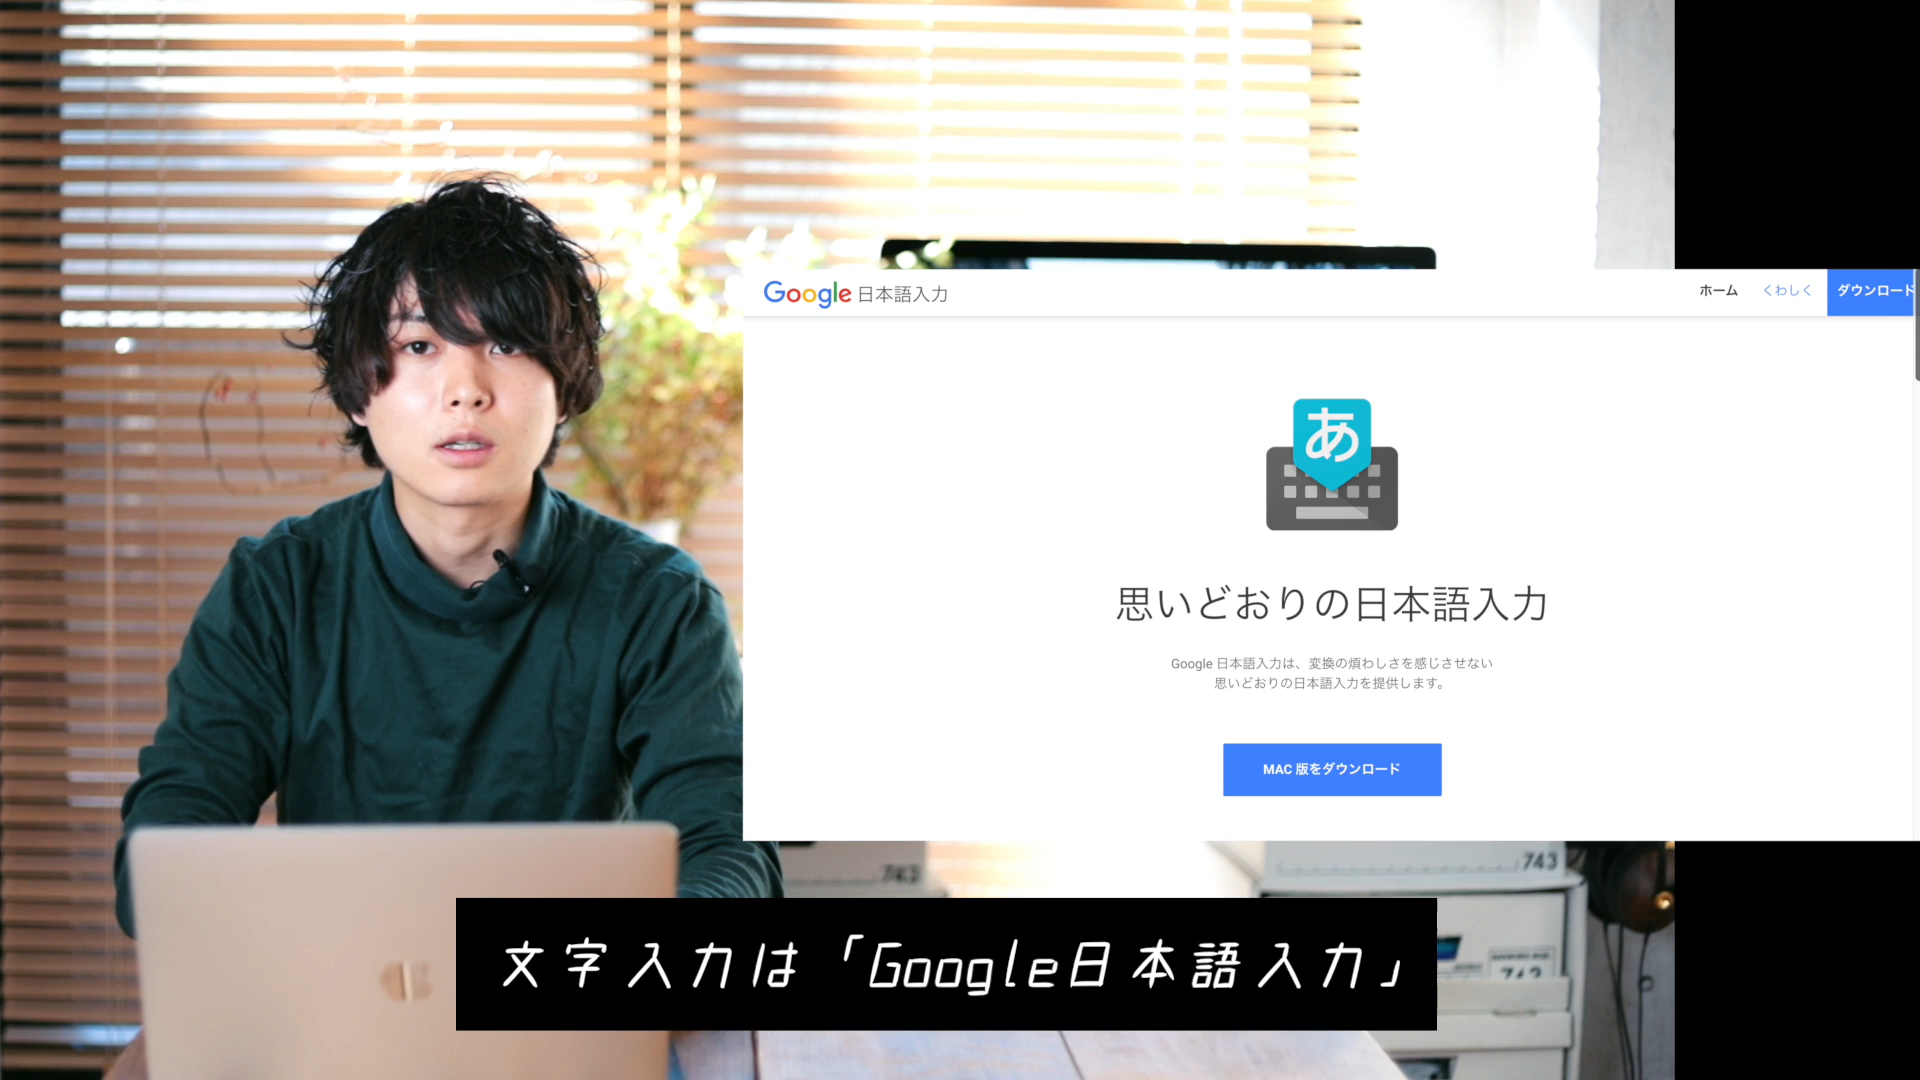 Google 日本語入力
ホーム
くわしく
ダウンロード
あ
思いどおりの日本語入力
Google 日本語入力は、変換の煩わしさを感じさせない
思いどおりの日本語入力を提供します。
MAC 版をダウンロード
743
743
743
文字入力は「Google日本語入力」